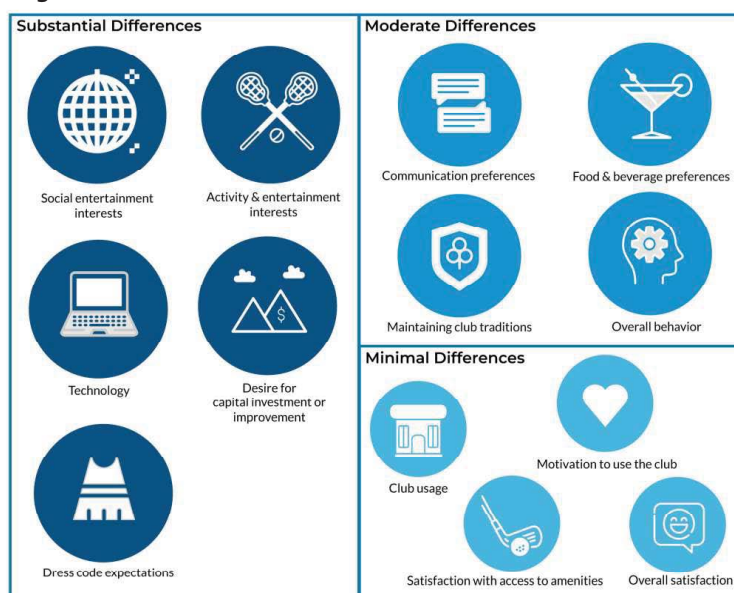 Substantial Differences
Social entertainment
interests
Activity & entertainment
interests
Technology
Desire for
capital investment or
improvement
$
Dress code expectations
Moderate Differences
Communication preferences
Food & beverage preferences
Maintaining club traditions
Overall behavior
Minimal Differences
Club usage
Motivation to use the club
Satisfaction with access to amenities
Overall satisfaction